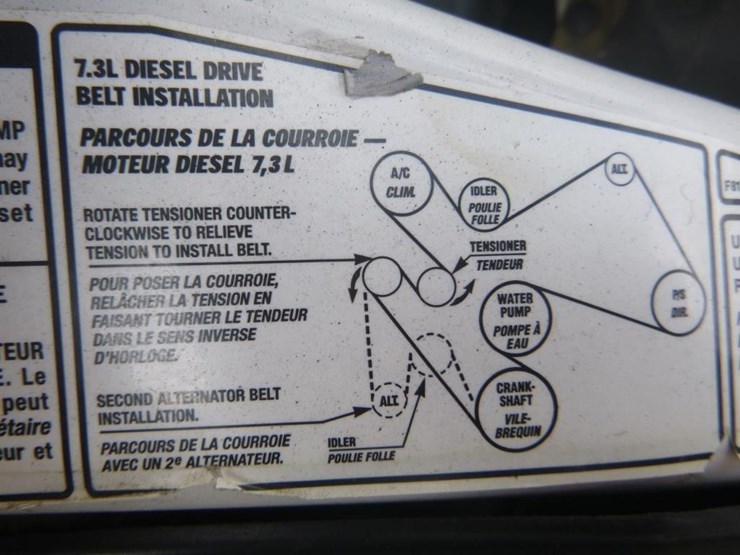 7.3L DIESEL DRIVE
BELT INSTALLATION
PARCOURS DE LA COURROIE —
MOTEUR DIESEL 7,3 L
ROTATE TENSIONER COUNTER-
CLOCKWISE TO RELIEVE
TENSION TO INSTALL BELT.
POUR POSER LA COURROIE,
RELÂCHER LA TENSION EN
FAISANT TOURNER LE TENDEUR
DANS LE SENS INVERSE
D'HORLOGE.
SECOND ALTERNATOR BELT
INSTALLATION.
PARCOURS DE LA COURROIE
AVEC UN 2e ALTERNATEUR.
A/C
CLIM.
IDLER
POULIE
FOLLE
ALT.
TENSIONER
TENDEUR
WATER
PUMP
POMPE À
EAU
P/S
DIR.
CRANK-
SHAFT
VILE-
BREQUIN
ALT.
IDLER
POULIE FOLLE
MP
nay
ner
set
E
TEUR
E. Le
peut
étaire
eur et
F81